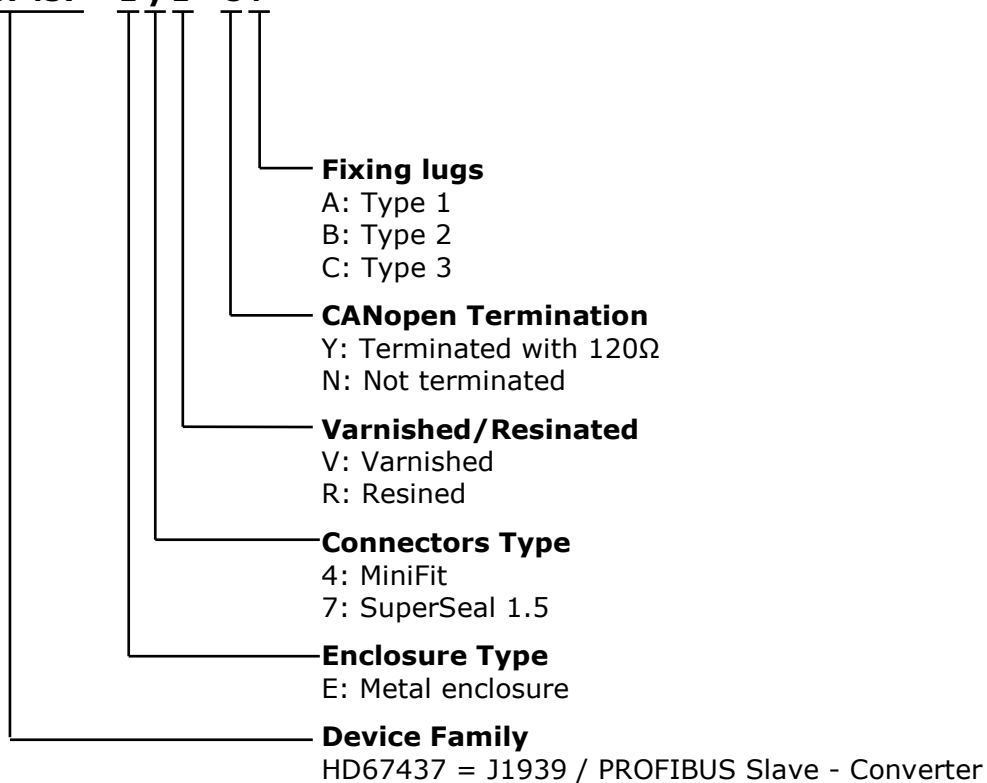 Fixing lugs
A: Type 1
B: Type 2
C: Type 3
CANopen Termination
Y: Terminated with 120Ω
N: Not terminated
Varnished/Resinated
V: Varnished
R: Resined
Connectors Type
4: MiniFit
7: SuperSeal 1.5
Enclosure Type
E: Metal enclosure
Device Family
HD67437 = J1939 / PROFIBUS Slave - Converter